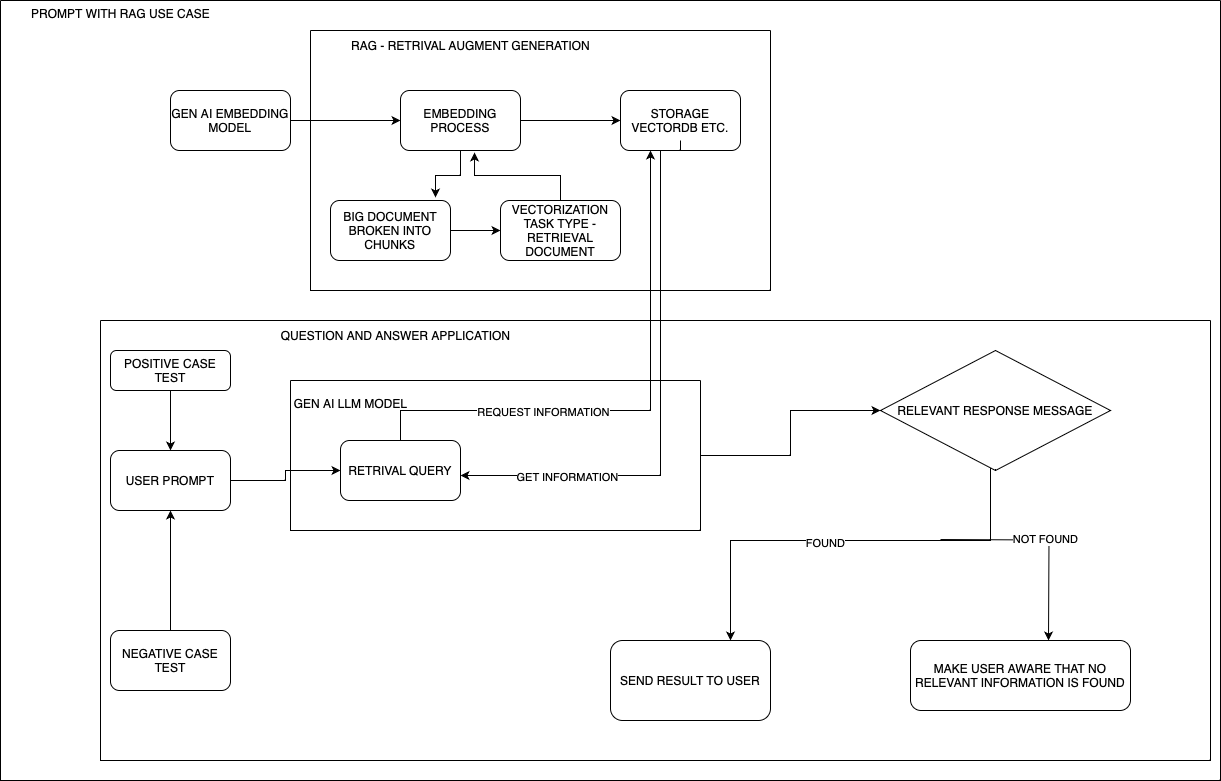 PROMPT WITH RAG USE CASE
RAG - RETRIVAL AUGMENT GENERATION
GEN AI EMBEDDING
MODEL
EMBEDDING
PROCESS
STORAGE
VECTORDB ETC.
BIG DOCUMENT
BROKEN INTO
CHUNKS
VECTORIZATION
TASK TYPE -
RETRIEVAL
DOCUMENT
QUESTION AND ANSWER APPLICATION
POSITIVE CASE
TEST
GEN AI LLM MODEL
REQUEST INFORMATION
RELEVANT RESPONSE MESSAGE
USER PROMPT
RETRIVAL QUERY
GET INFORMATION
FOUND
NOT FOUND
NEGATIVE CASE
TEST
SEND RESULT TO USER
MAKE USER AWARE THAT NO
RELEVANT INFORMATION IS FOUND